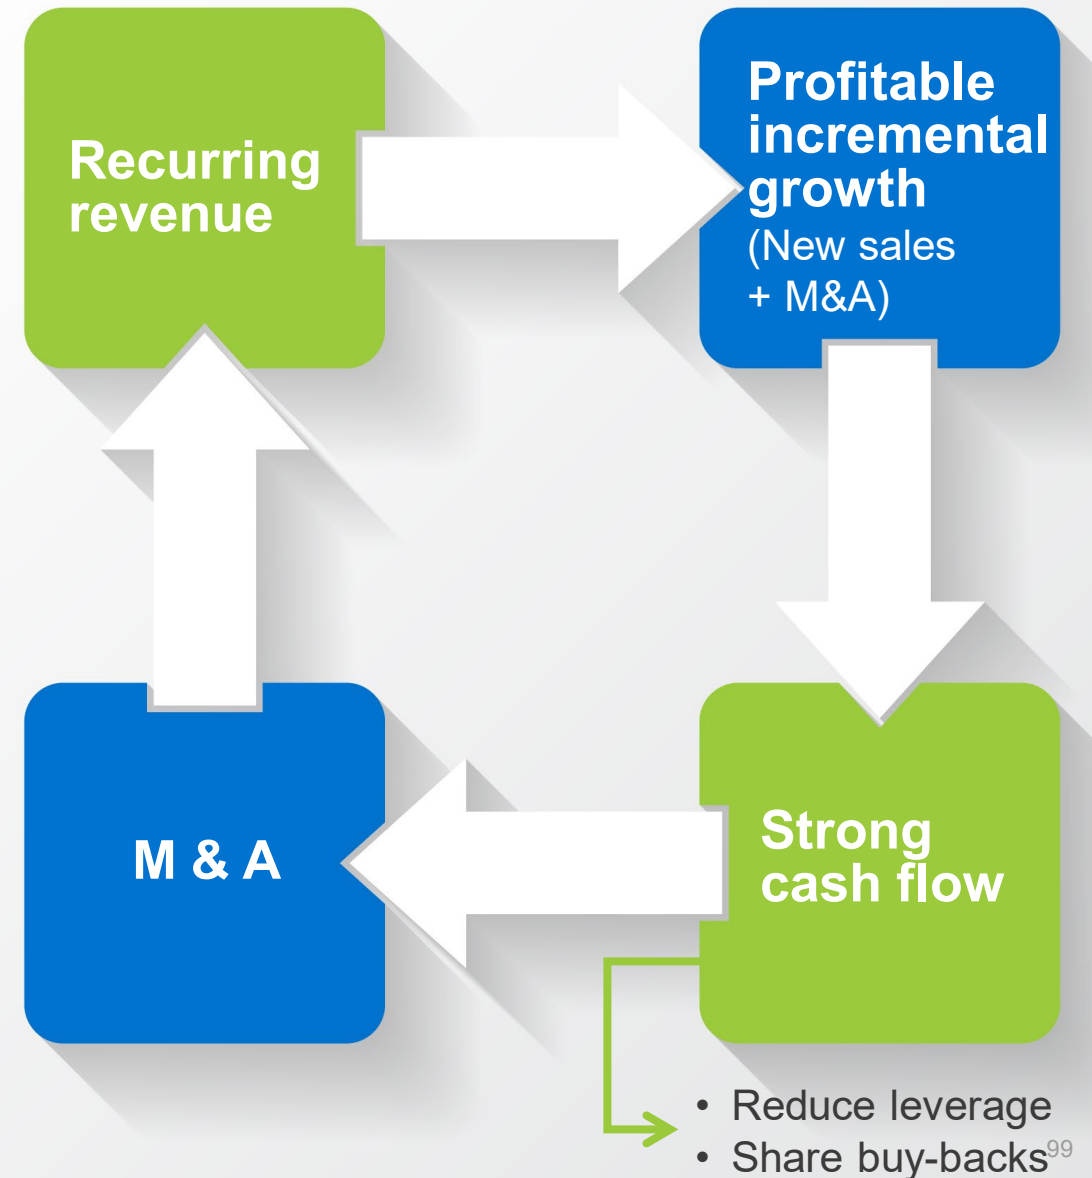 Recurring
revenue
Profitable
incremental
growth
(New sales
+ M&A)
Strong
cash flow
M & A
• Reduce leverage
• Share buy-backs
99